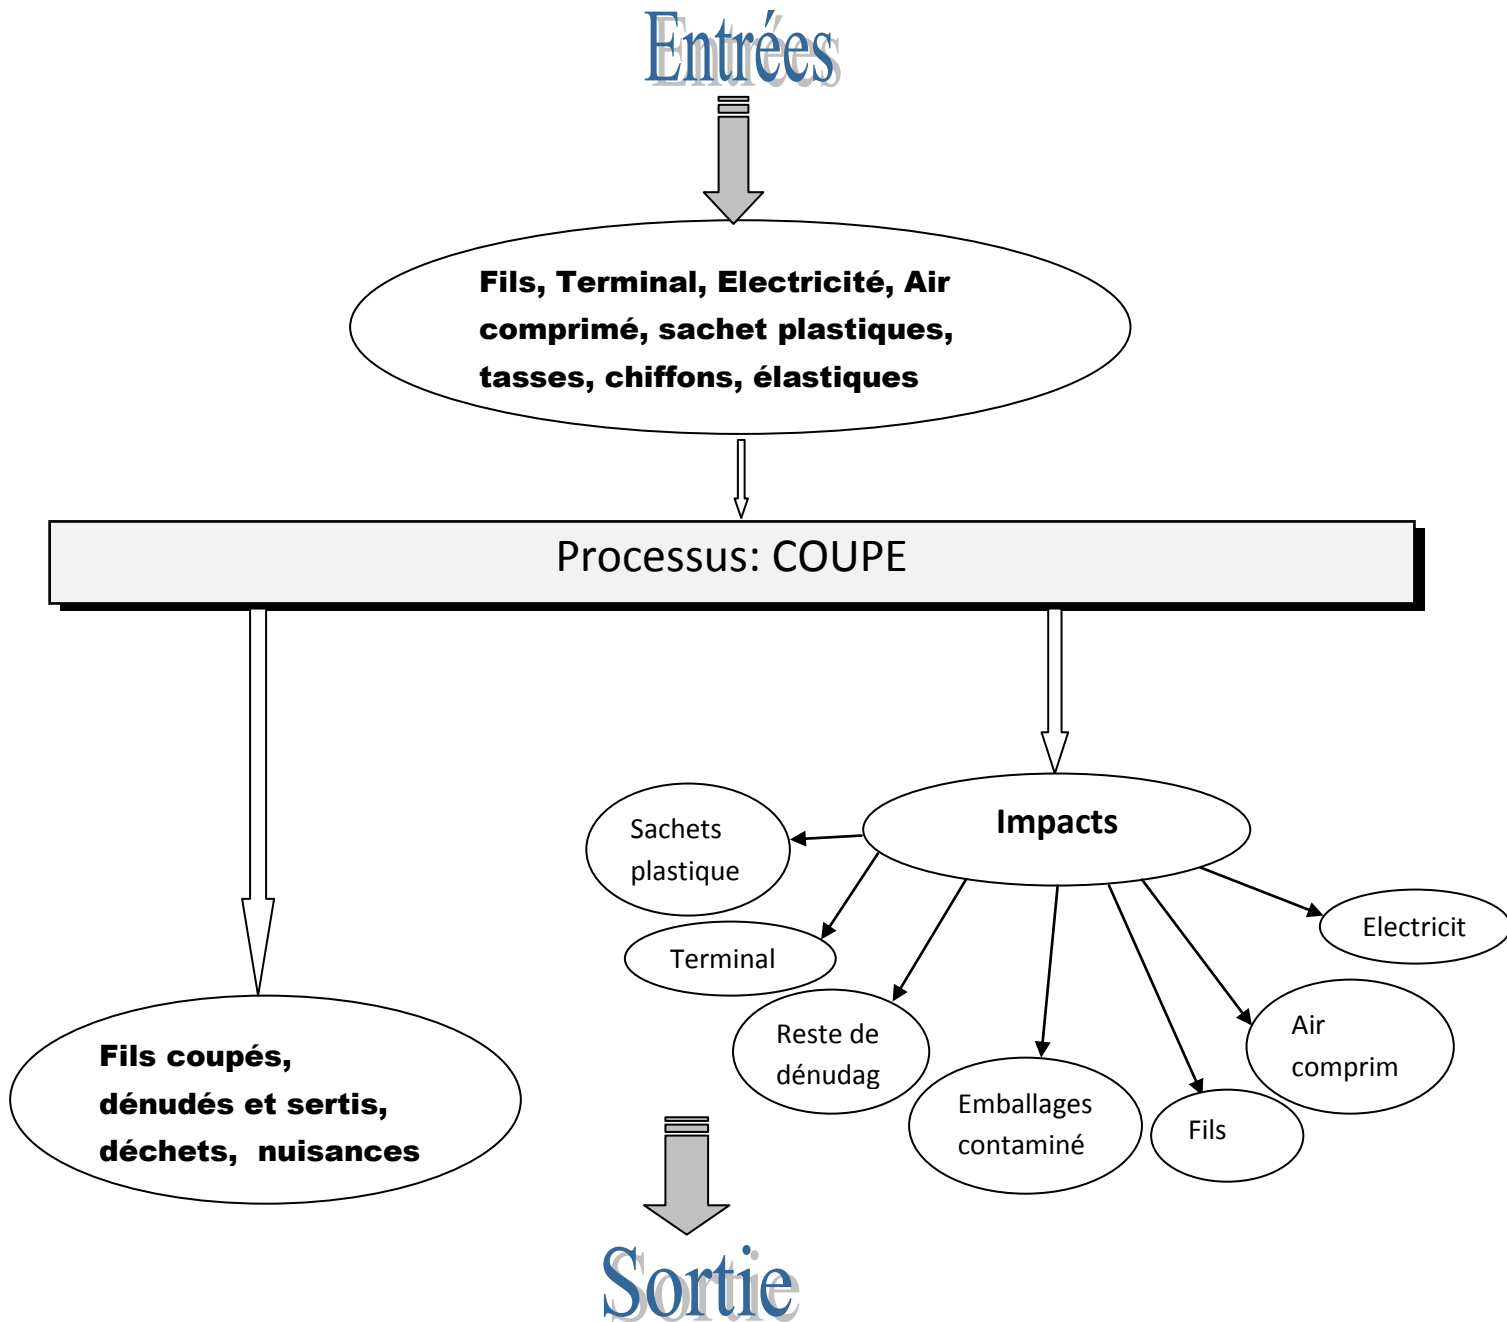 Entrées
Fils, Terminal, Electricité, Air
comprimé, sachet plastiques,
tasses, chiffons, élastiques
Processus: COUPE
Impacts
Sachets
plastique
Terminal
Reste de
dénudag
Emballages
contaminé
Fils
Air
comprim
Electricit
Fils coupés,
dénudés et sertis,
déchets,  nuisances
Sortie